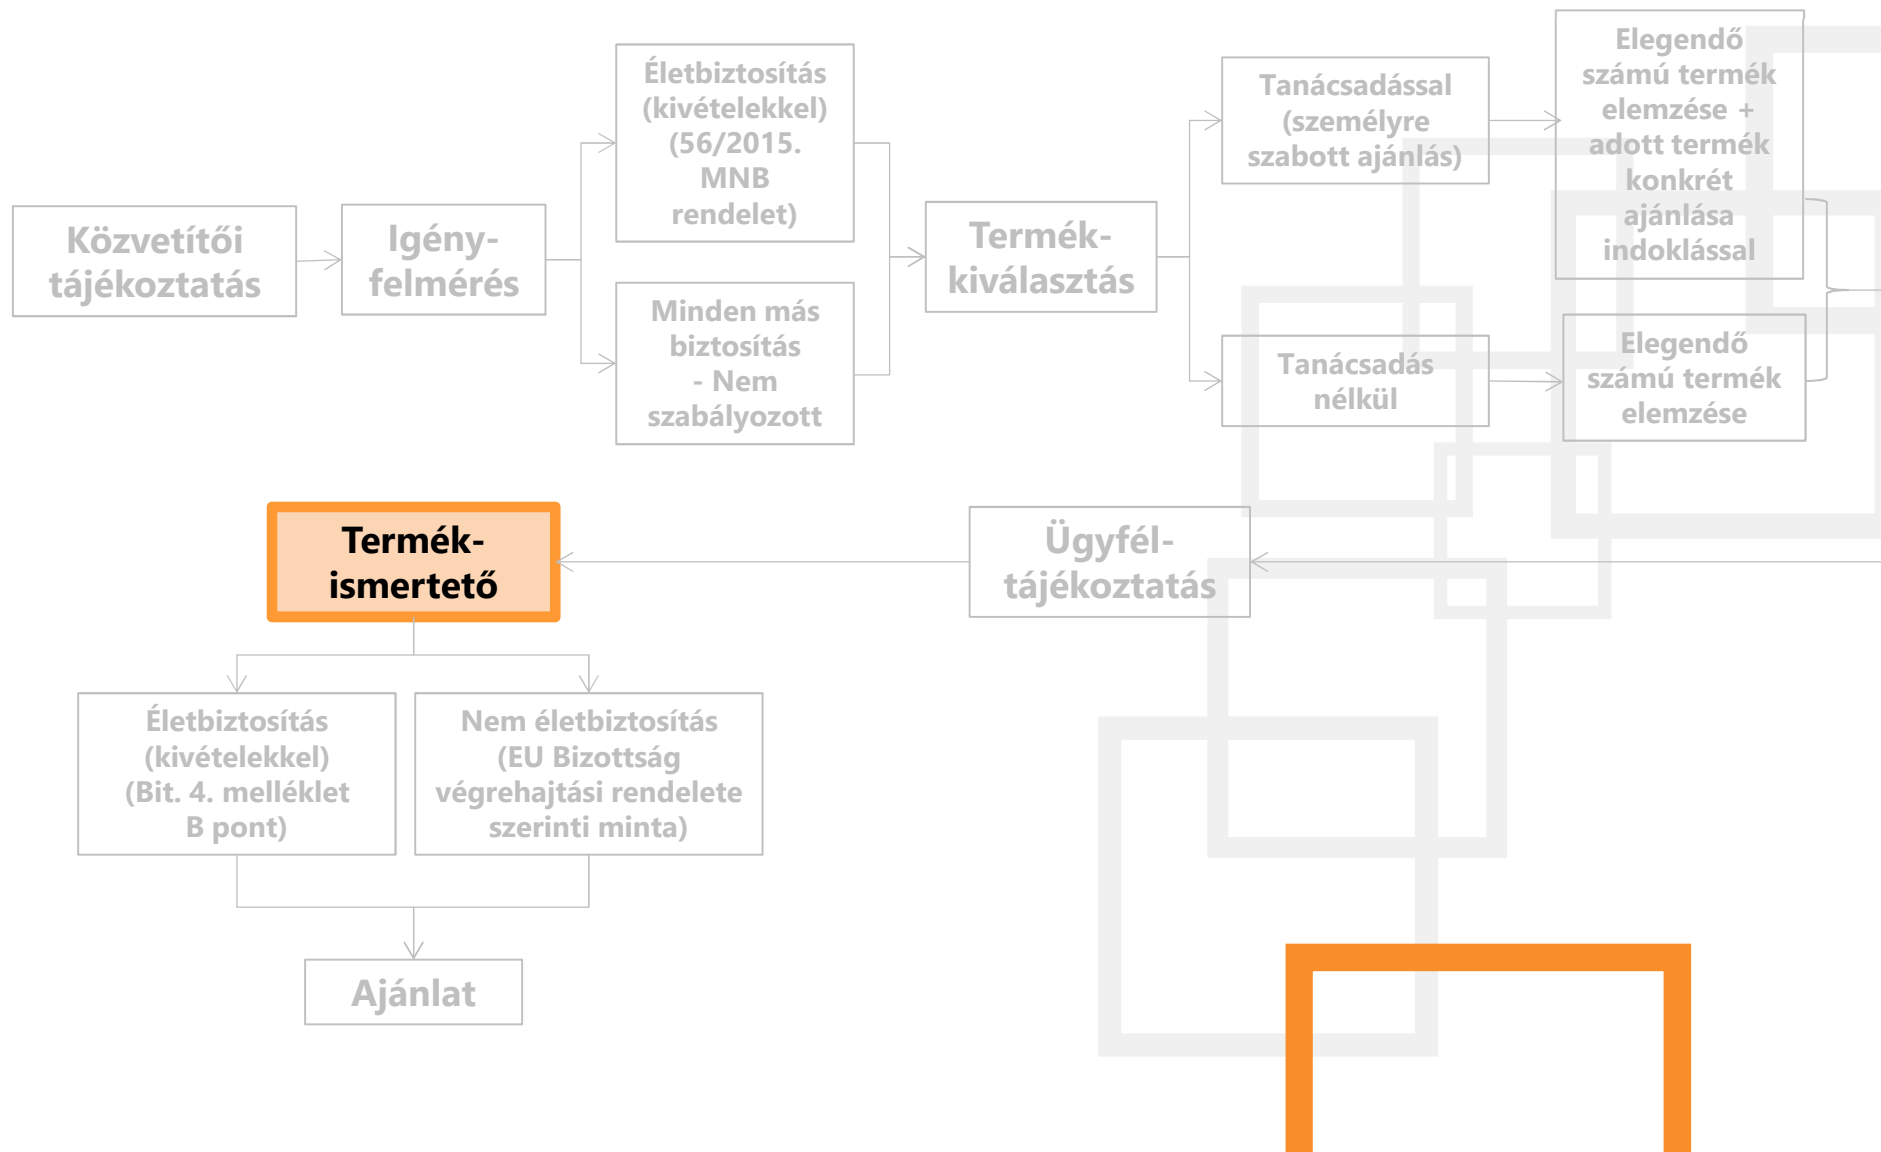 Közvetítői
tájékoztatás
Igény-
felmérés
Életbiztosítás
(kivételekkel)
(56/2015.
MNB
rendelet)
Minden más
biztosítás
- Nem
szabályozott
Termék-
kiválasztás
Tanácsadással
(személyre
szabott ajánlás)
Elegendő
számú termék
elemzése +
adott termék
konkrét
ajánlása
indoklással
Tanácsadás
nélkül
Elegendő
számú termék
elemzése
Ügyfél-
tájékoztatás
Termék-
ismertető
Életbiztosítás
(kivételekkel)
(Bit. 4. melléklet
B pont)
Nem életbiztosítás
(EU Bizottság
végrehajtási rendelete
szerinti minta)
Ajánlat